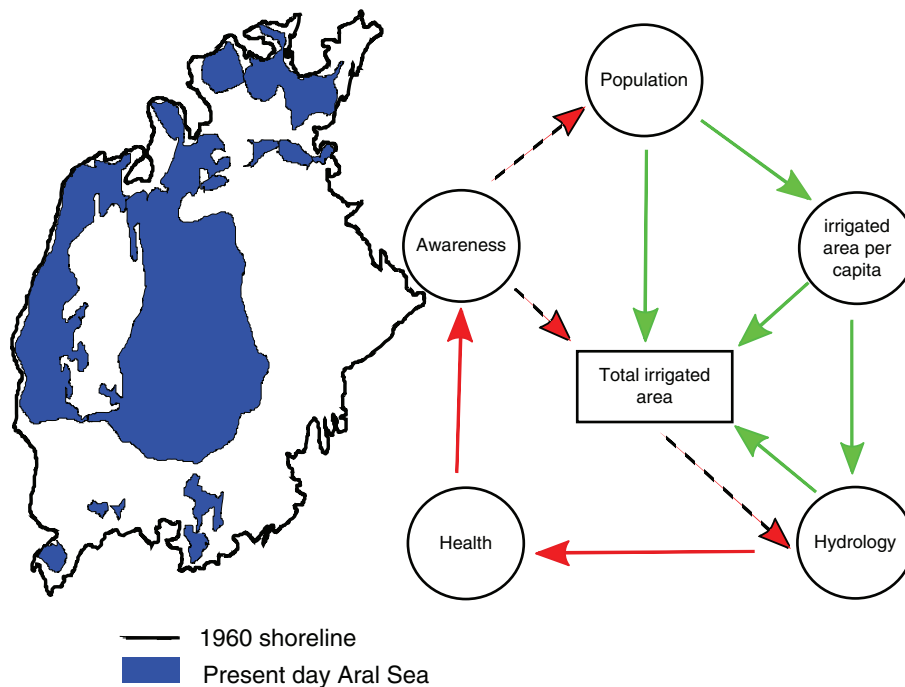 Population
Awareness
irrigated
area per
capita
Total irrigated
area
Health
Hydrology
1960 shoreline
Present day Aral Sea